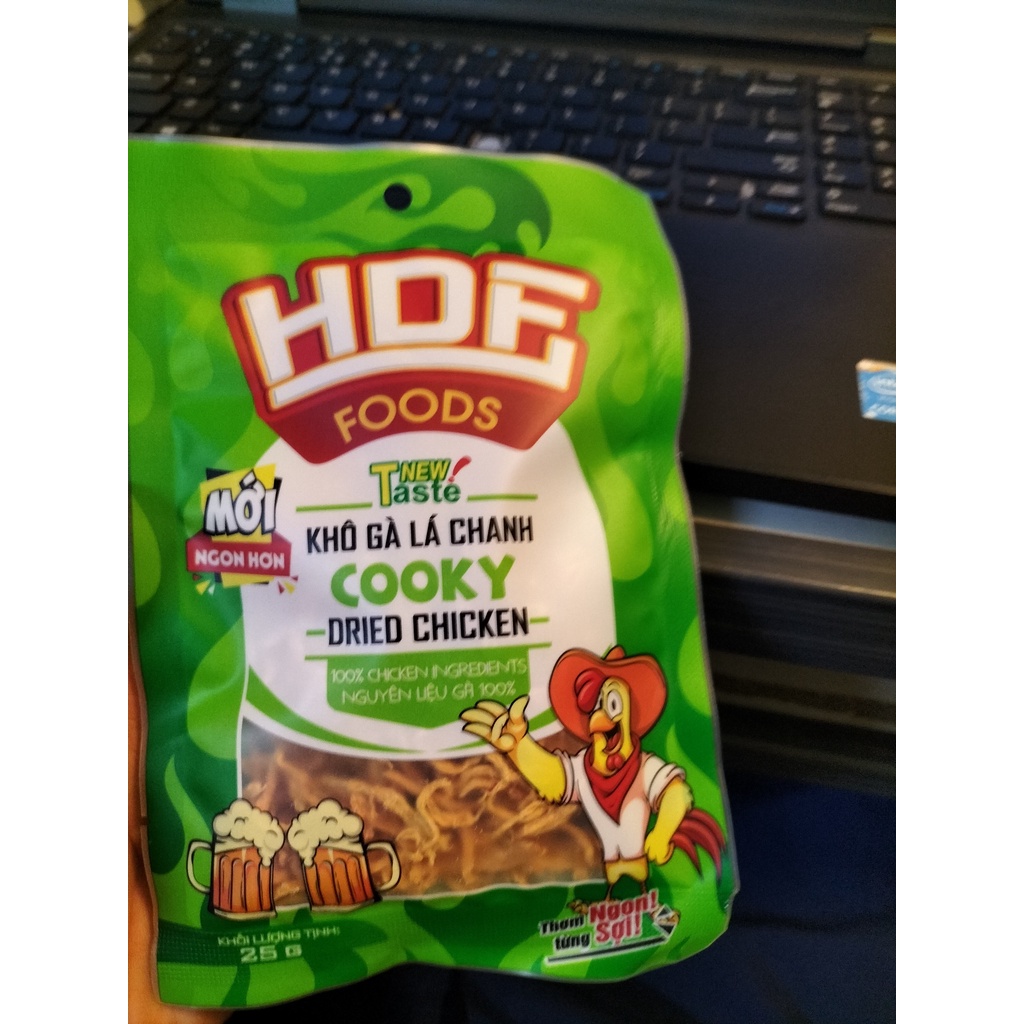 HDF
FOODS
NEW
Taste!
MỚI
NGON HƠN
KHÔ GÀ LÁ CHANH
COOKY
DRIED CHICKEN
100% CHICKEN INGREDIENTS
NGUYÊN LIỆU GÀ 100%
KHỐI LƯỢNG TỊNH:
25 G
Thơm Ngon!
từng Sợi!